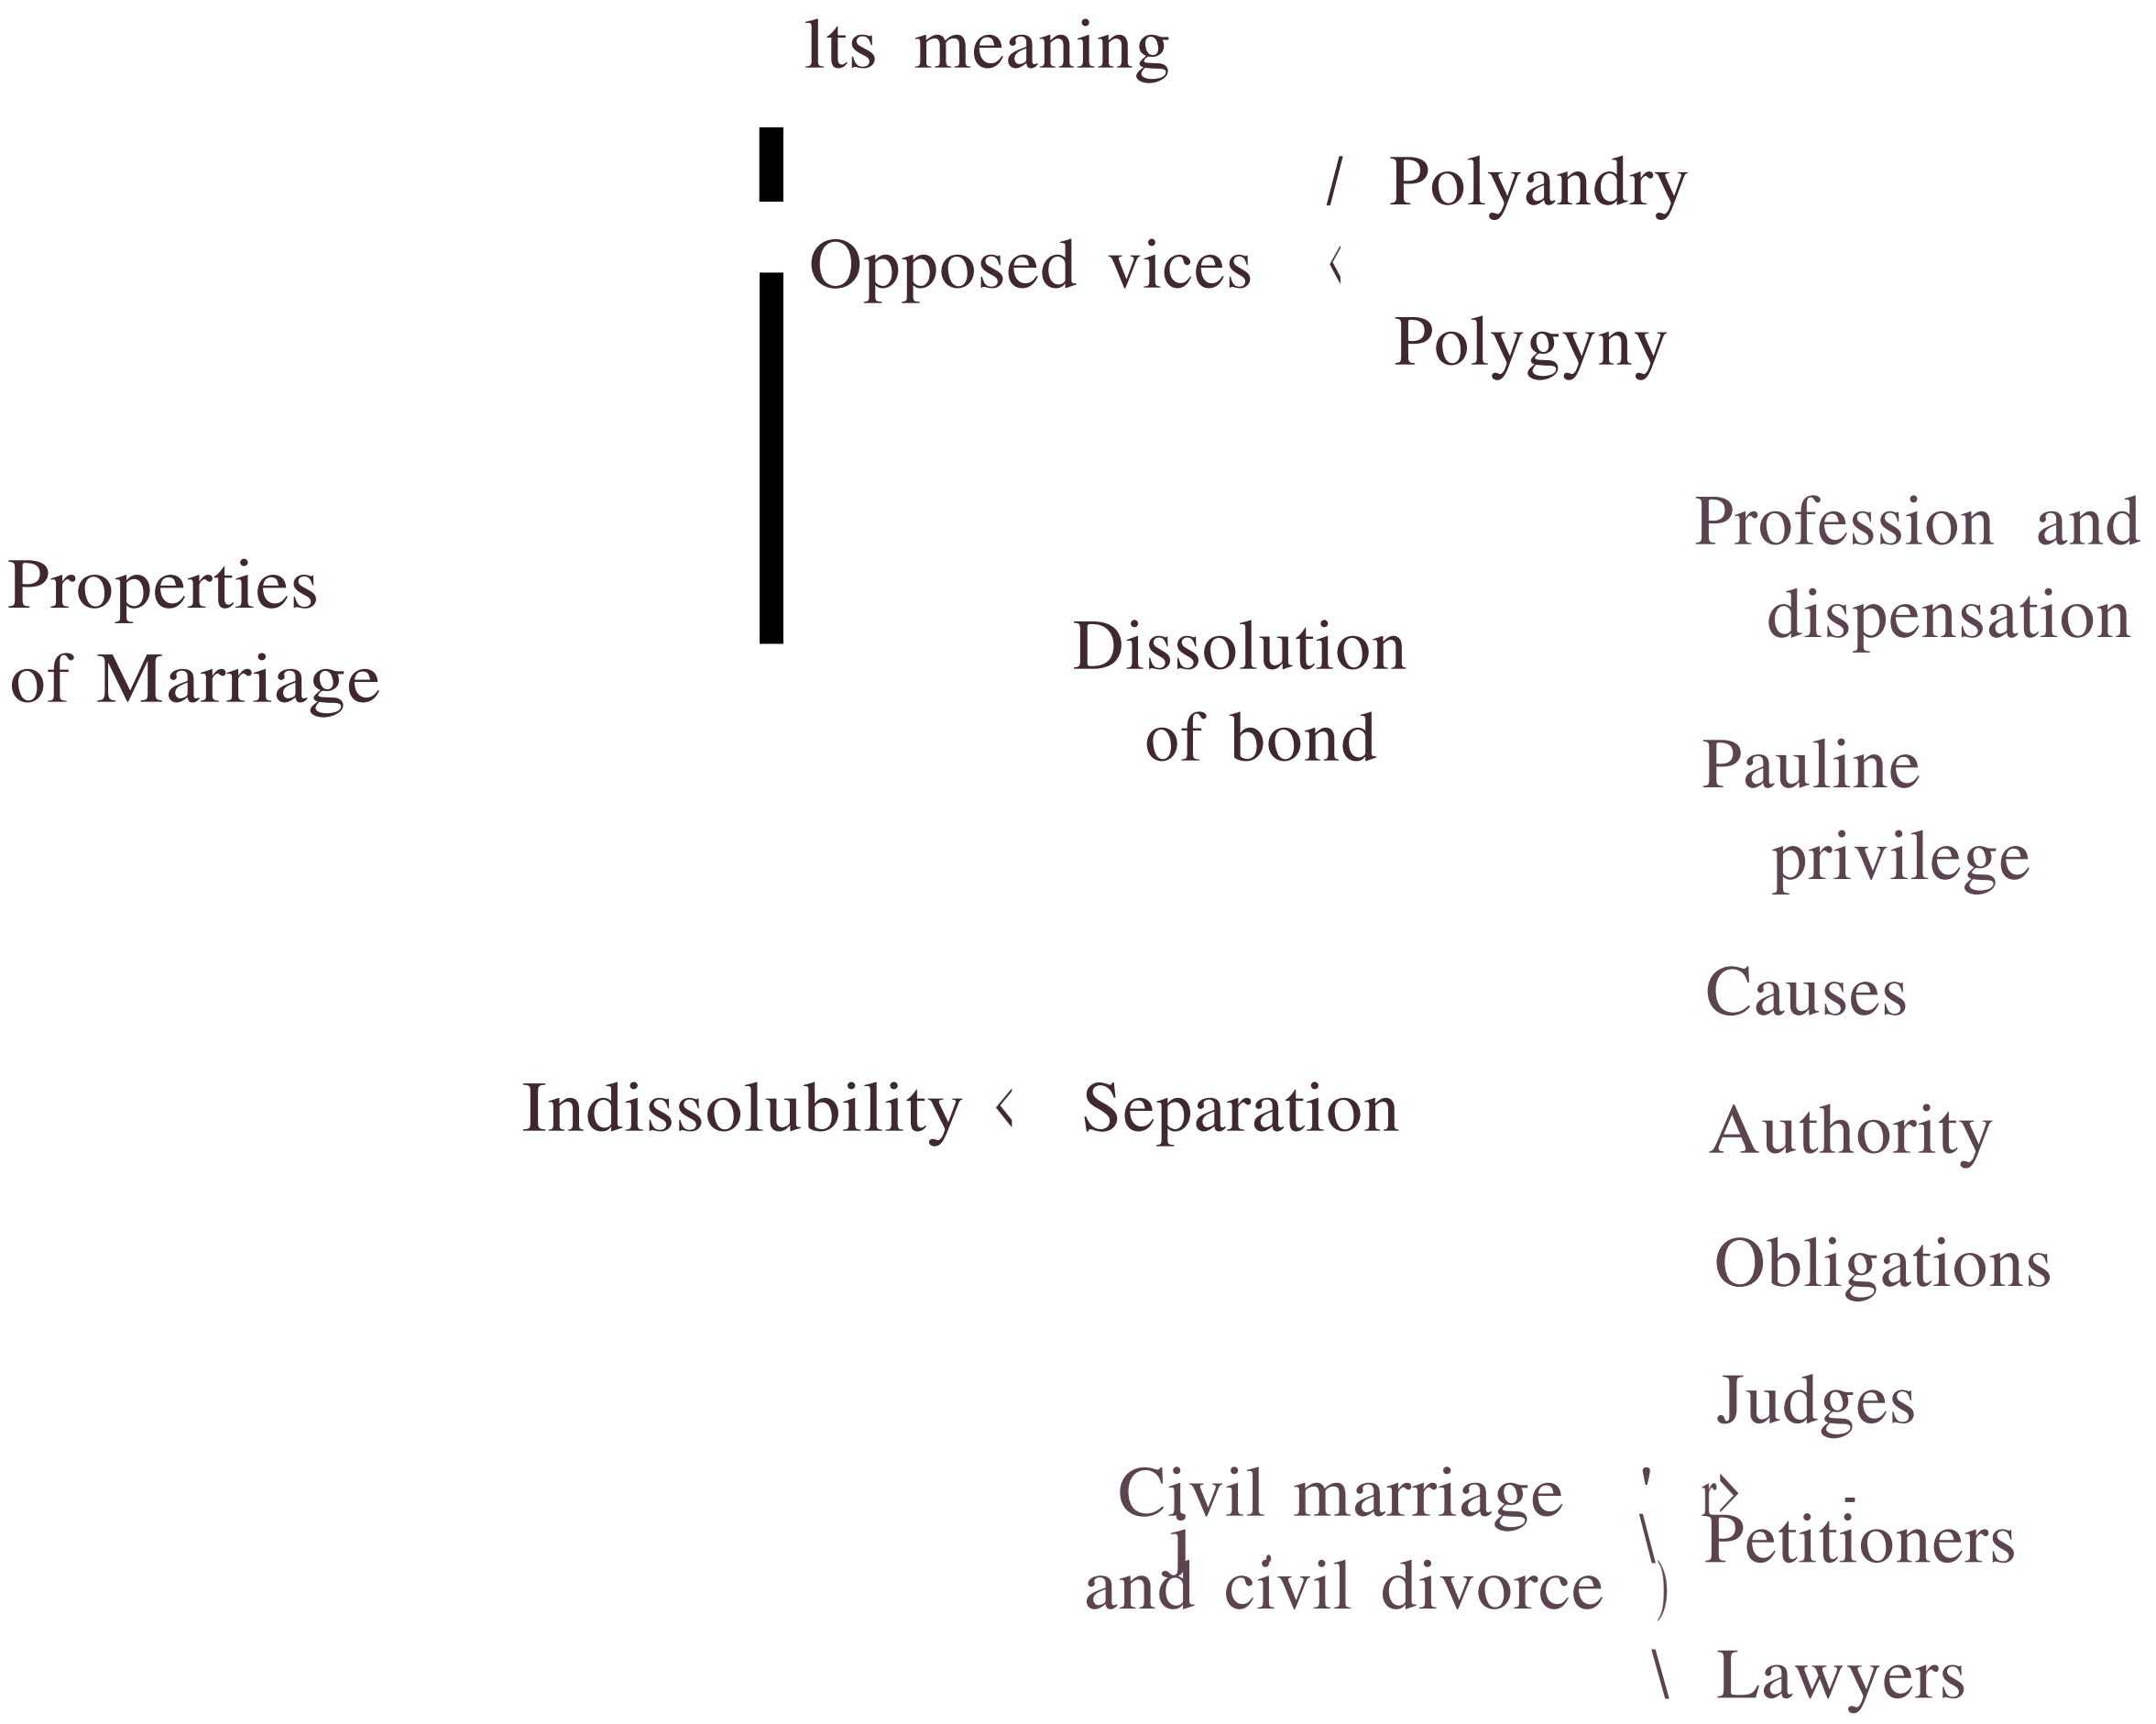 Its meaning
Polyandry
Opposed vices
Polygyny
Properties
of Marriage
Dissolution
of bond
Profession and
dispensation
Pauline
privilege
Causes
Indissolubility
Separation
Authority
Obligations
Judges
Civil marriage
and civil divorce
Petitioners
Lawyers